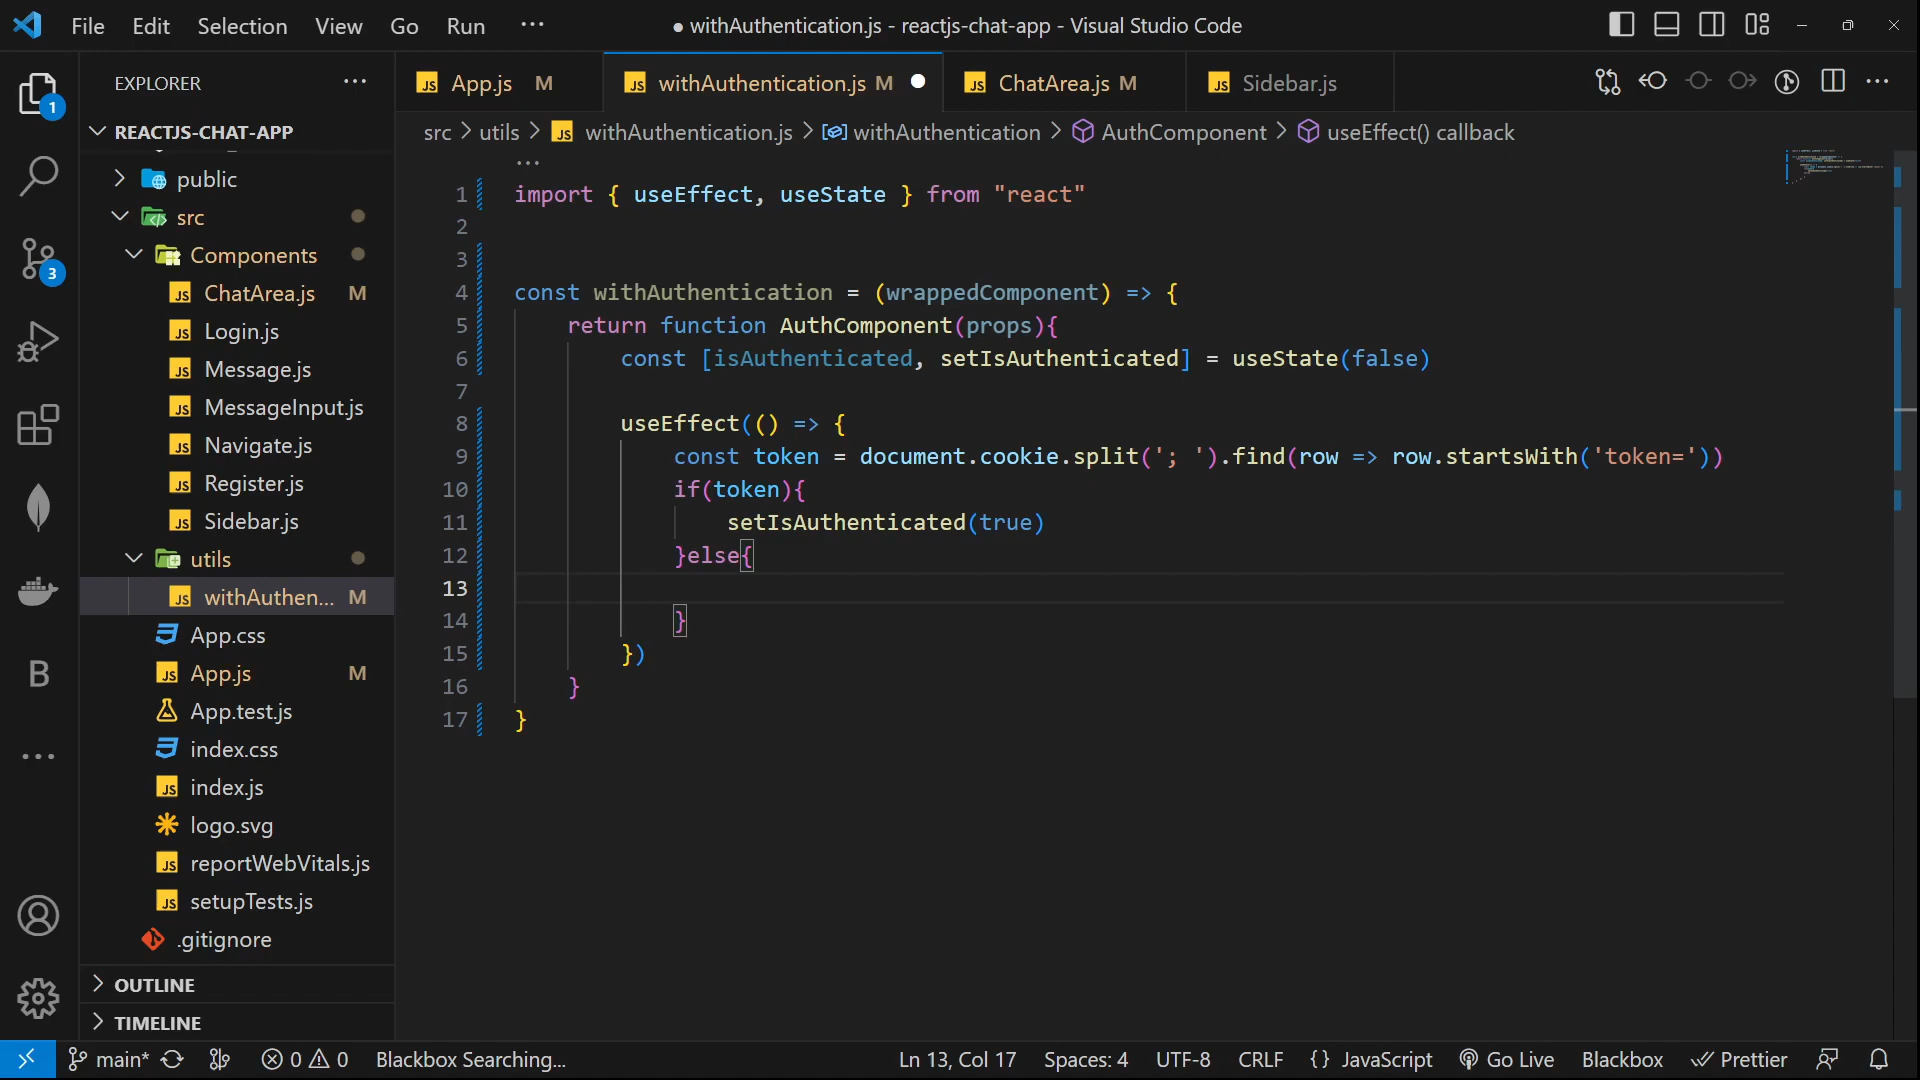 File Edit Selection View Go Run ···
● withAuthentication.js - reactjs-chat-app - Visual Studio Code
EXPLORER ···
App.js M
withAuthentication.js M
ChatArea.js M
Sidebar.js
1
REACTJS-CHAT-APP
src > utils > withAuthentication.js > withAuthentication > AuthComponent > useEffect() callback
public
src
Components
ChatArea.js M
Login.js
Message.js
MessageInput.js
Navigate.js
Register.js
Sidebar.js
utils
withAuthen... M
App.css
App.js M
App.test.js
index.css
index.js
logo.svg
reportWebVitals.js
setupTests.js
.gitignore
OUTLINE
TIMELINE
3
B
···
1 import { useEffect, useState } from "react"
2
3
4 const withAuthentication = (wrappedComponent) => {
5 return function AuthComponent(props){
6 const [isAuthenticated, setIsAuthenticated] = useState(false)
7
8 useEffect(() => {
9 const token = document.cookie.split('; ').find(row => row.startsWith('token='))
10 if(token){
11 setIsAuthenticated(true)
12 }else{
13
14 }
15 })
16 }
17 }
main* 0 0 Blackbox Searching... Ln 13, Col 17 Spaces: 4 UTF-8 CRLF {} JavaScript Go Live Blackbox Prettier